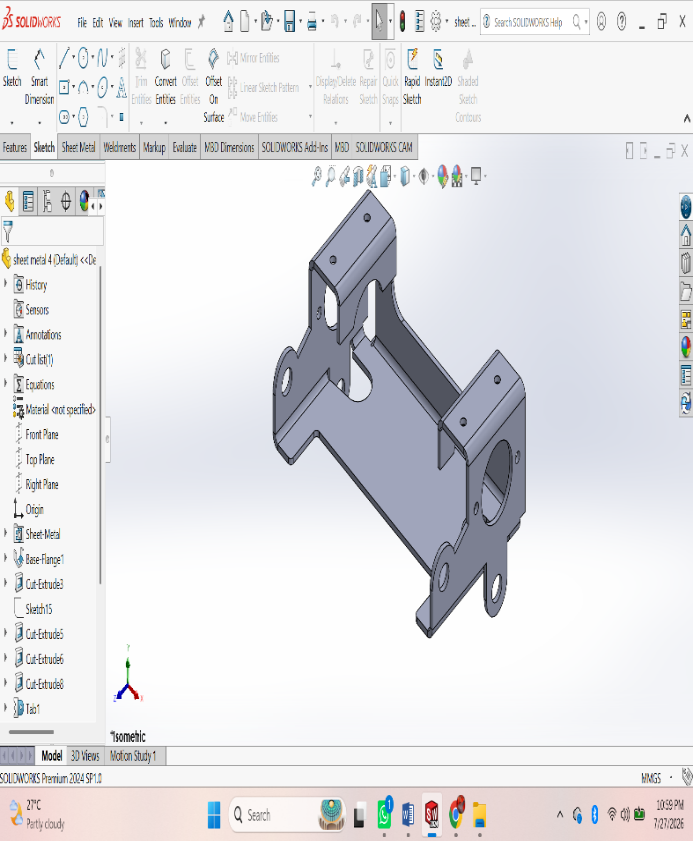 SOLIDWORKS File Edit View Insert Tools Window sheet ... Search SOLIDWORKS Help
Sketch Smart Dimension Trim Entities Convert Entities Offset Entities Offset On Surface Mirror Entities Linear Sketch Pattern Move Entities Display/Delete Relations Repair Sketch Quick Snaps Rapid Sketch Instant2D Shaded Sketch Contours
Features Sketch Sheet Metal Weldments Markup Evaluate MBD Dimensions SOLIDWORKS Add-Ins MBD SOLIDWORKS CAM
sheet metal 4 (Default) <<De
History
Sensors
Annotations
Cut list(1)
Equations
Material <not specified>
Front Plane
Top Plane
Right Plane
Origin
Sheet-Metal
Base-Flange1
Cut-Extrude3
Sketch15
Cut-Extrude5
Cut-Extrude6
Cut-Extrude8
Tab1
*Isometric
Model 3D Views Motion Study 1
SOLIDWORKS Premium 2024 SP1.0 MMGS
27°C
Partly cloudy
Search
1
10:59 PM
7/27/2026